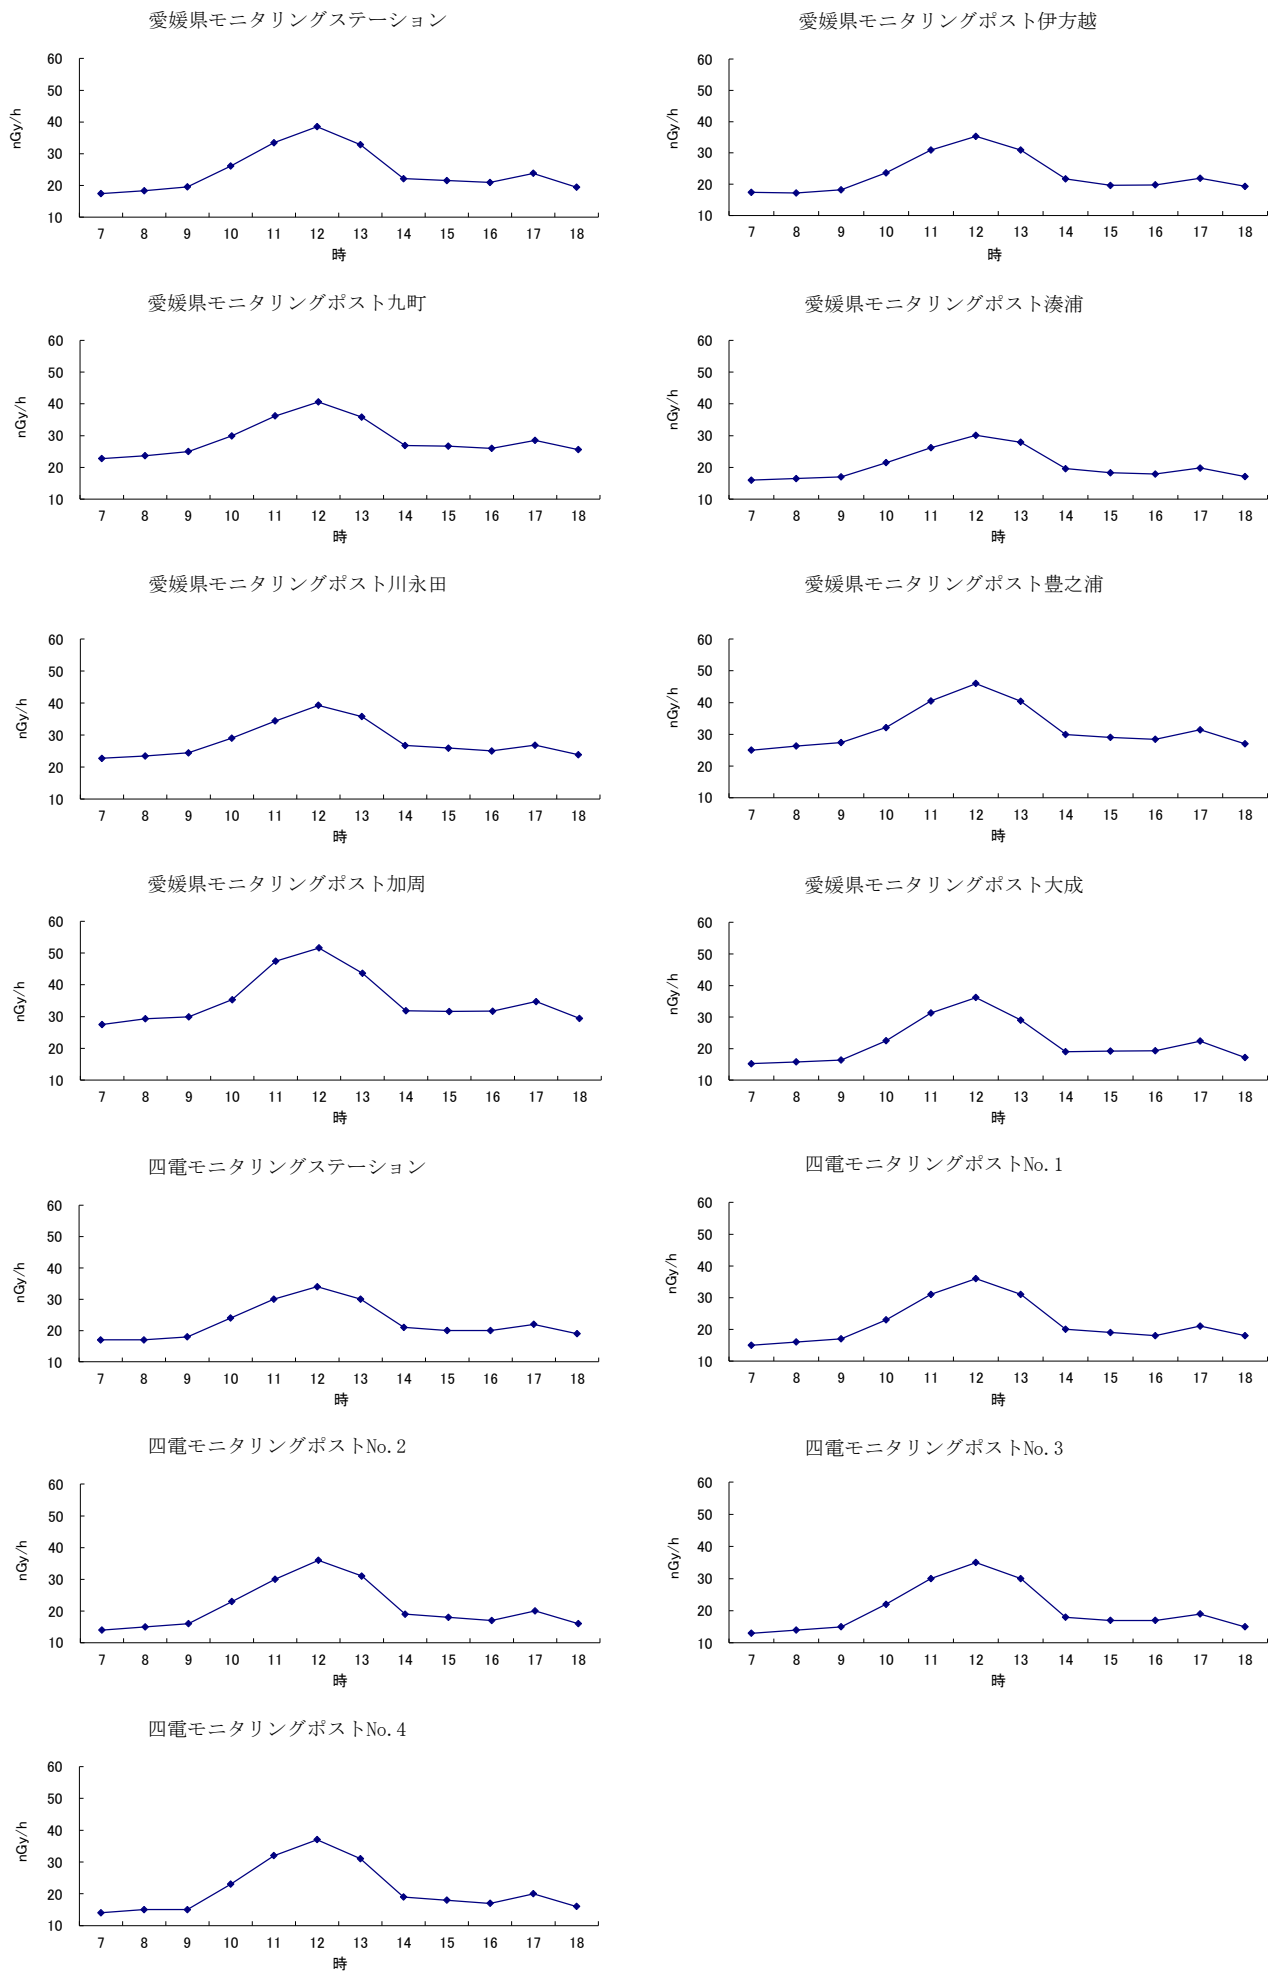 愛媛県モニタリングステーション
60
50
40
30
20
10
nGy/h
7 8 9 10 11 12 13 14 15 16 17 18
時
愛媛県モニタリングポスト伊方越
60
50
40
30
20
10
nGy/h
7 8 9 10 11 12 13 14 15 16 17 18
時
愛媛県モニタリングポスト九町
60
50
40
30
20
10
nGy/h
7 8 9 10 11 12 13 14 15 16 17 18
時
愛媛県モニタリングポスト湊浦
60
50
40
30
20
10
nGy/h
7 8 9 10 11 12 13 14 15 16 17 18
時
愛媛県モニタリングポスト川永田
60
50
40
30
20
10
nGy/h
7 8 9 10 11 12 13 14 15 16 17 18
時
愛媛県モニタリングポスト豊之浦
60
50
40
30
20
10
nGy/h
7 8 9 10 11 12 13 14 15 16 17 18
時
愛媛県モニタリングポスト加周
60
50
40
30
20
10
nGy/h
7 8 9 10 11 12 13 14 15 16 17 18
時
愛媛県モニタリングポスト大成
60
50
40
30
20
10
nGy/h
7 8 9 10 11 12 13 14 15 16 17 18
時
四電モニタリングステーション
60
50
40
30
20
10
nGy/h
7 8 9 10 11 12 13 14 15 16 17 18
時
四電モニタリングポストNo.1
60
50
40
30
20
10
nGy/h
7 8 9 10 11 12 13 14 15 16 17 18
時
四電モニタリングポストNo.2
60
50
40
30
20
10
nGy/h
7 8 9 10 11 12 13 14 15 16 17 18
時
四電モニタリングポストNo.3
60
50
40
30
20
10
nGy/h
7 8 9 10 11 12 13 14 15 16 17 18
時
四電モニタリングポストNo.4
60
50
40
30
20
10
nGy/h
7 8 9 10 11 12 13 14 15 16 17 18
時